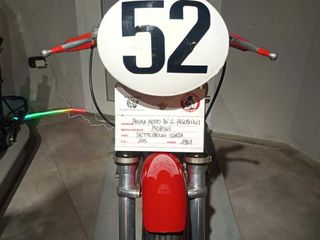 52
PRIMA MOTO DI G. AGOSTINI
MORINI
SETTEBELLO CORSA
175
1961